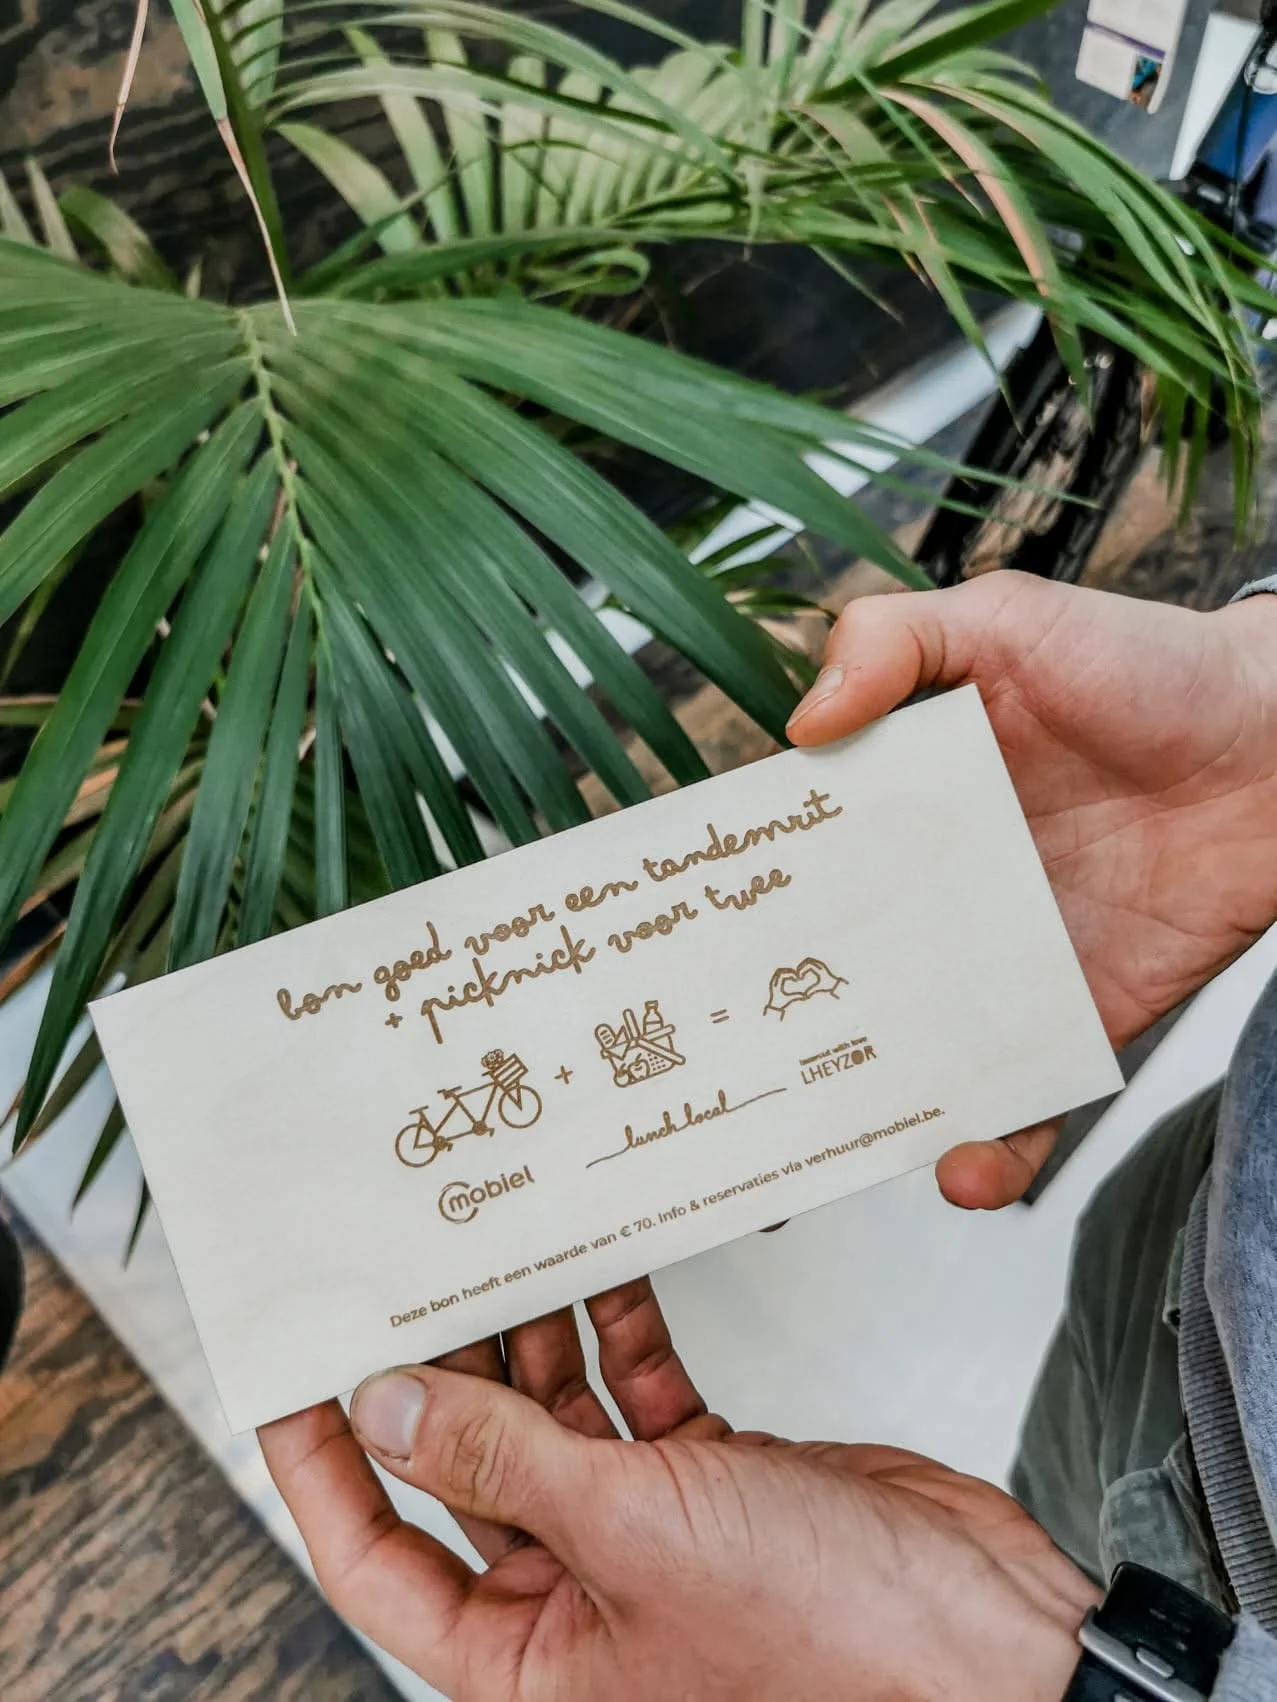 bon goed voor een tandemrit
+ picknick voor twee
+ =
mobiel
lunch local
lasercut with love
LHEYZOR
Deze bon heeft een waarde van € 70. Info & reservaties via verhuur@mobiel.be.